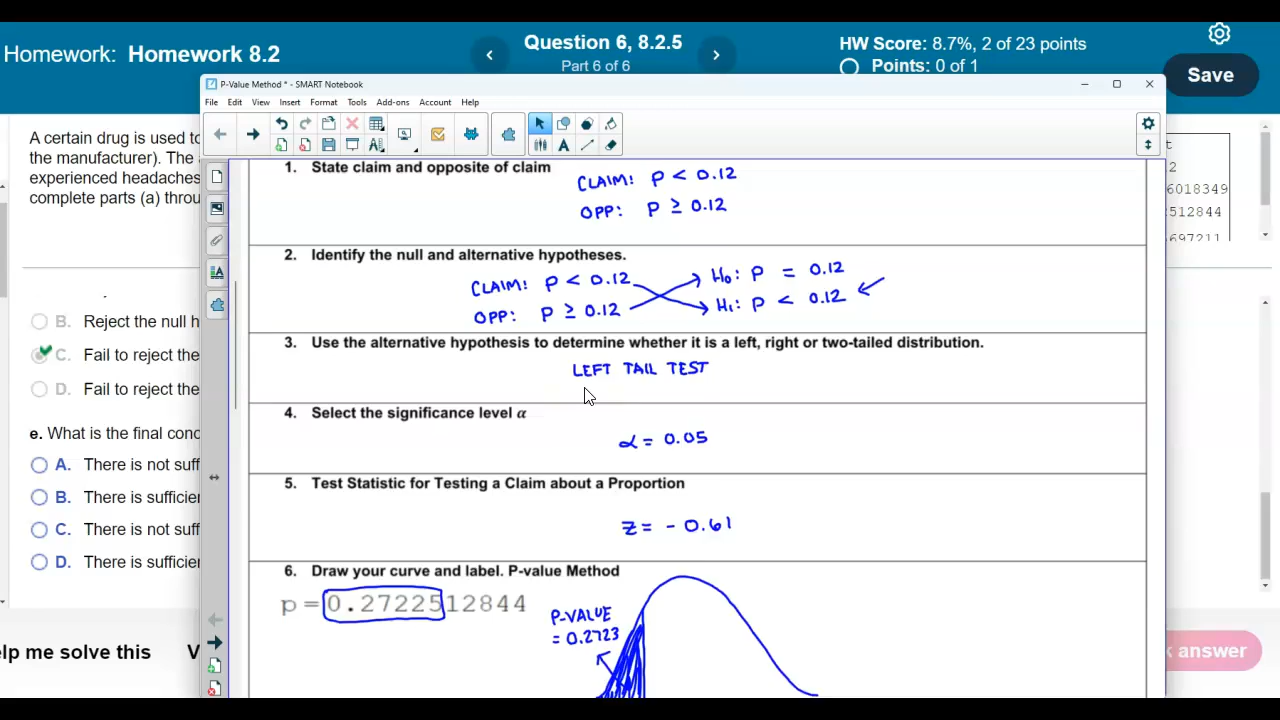 Homework: Homework 8.2
Question 6, 8.2.5
Part 6 of 6
HW Score: 8.7%, 2 of 23 points
Points: 0 of 1
Save
P-Value Method * - SMART Notebook
File Edit View Insert Format Tools Add-ons Account Help
A certain drug is used to
the manufacturer). The
experienced headaches
complete parts (a) throu
t
2
6018349
512844
697211
1. State claim and opposite of claim
CLAIM: P < 0.12
OPP: P ≥ 0.12
2. Identify the null and alternative hypotheses.
CLAIM: P < 0.12 H₀: P = 0.12
OPP: P ≥ 0.12 H₁: P < 0.12
3. Use the alternative hypothesis to determine whether it is a left, right or two-tailed distribution.
LEFT TAIL TEST
4. Select the significance level α
α = 0.05
5. Test Statistic for Testing a Claim about a Proportion
Z = - 0.61
6. Draw your curve and label. P-value Method
p = 0.2722512844
P-VALUE
= 0.2723
B. Reject the null h
C. Fail to reject the
D. Fail to reject the
e. What is the final conc
A. There is not suff
B. There is sufficier
C. There is not suff
D. There is sufficier
elp me solve this
V
k answer